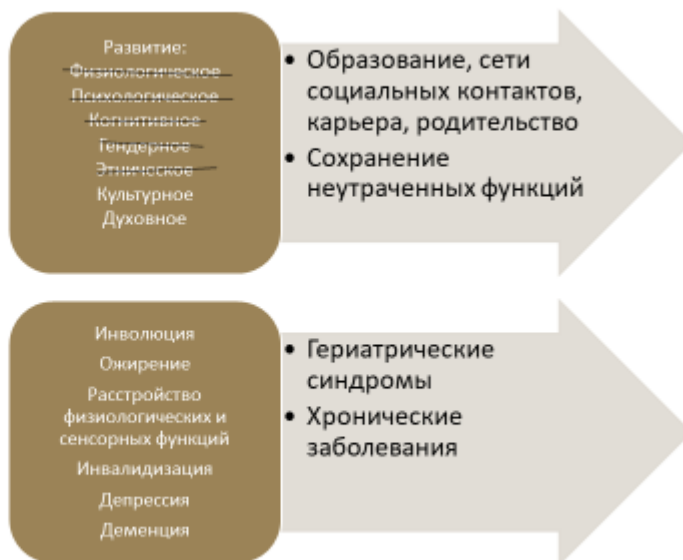 Развитие:
Физиологическое
Психологическое
Когнитивное
Гендерное
Этническое
Культурное
Духовное
• Образование, сети
социальных контактов,
карьера, родительство
• Сохранение
неутраченных функций
Инволюция
Ожирение
Расстройство
физиологических и
сенсорных функций
Инвалидизация
Депрессия
Деменция
• Гериатрические
синдромы
• Хронические
заболевания